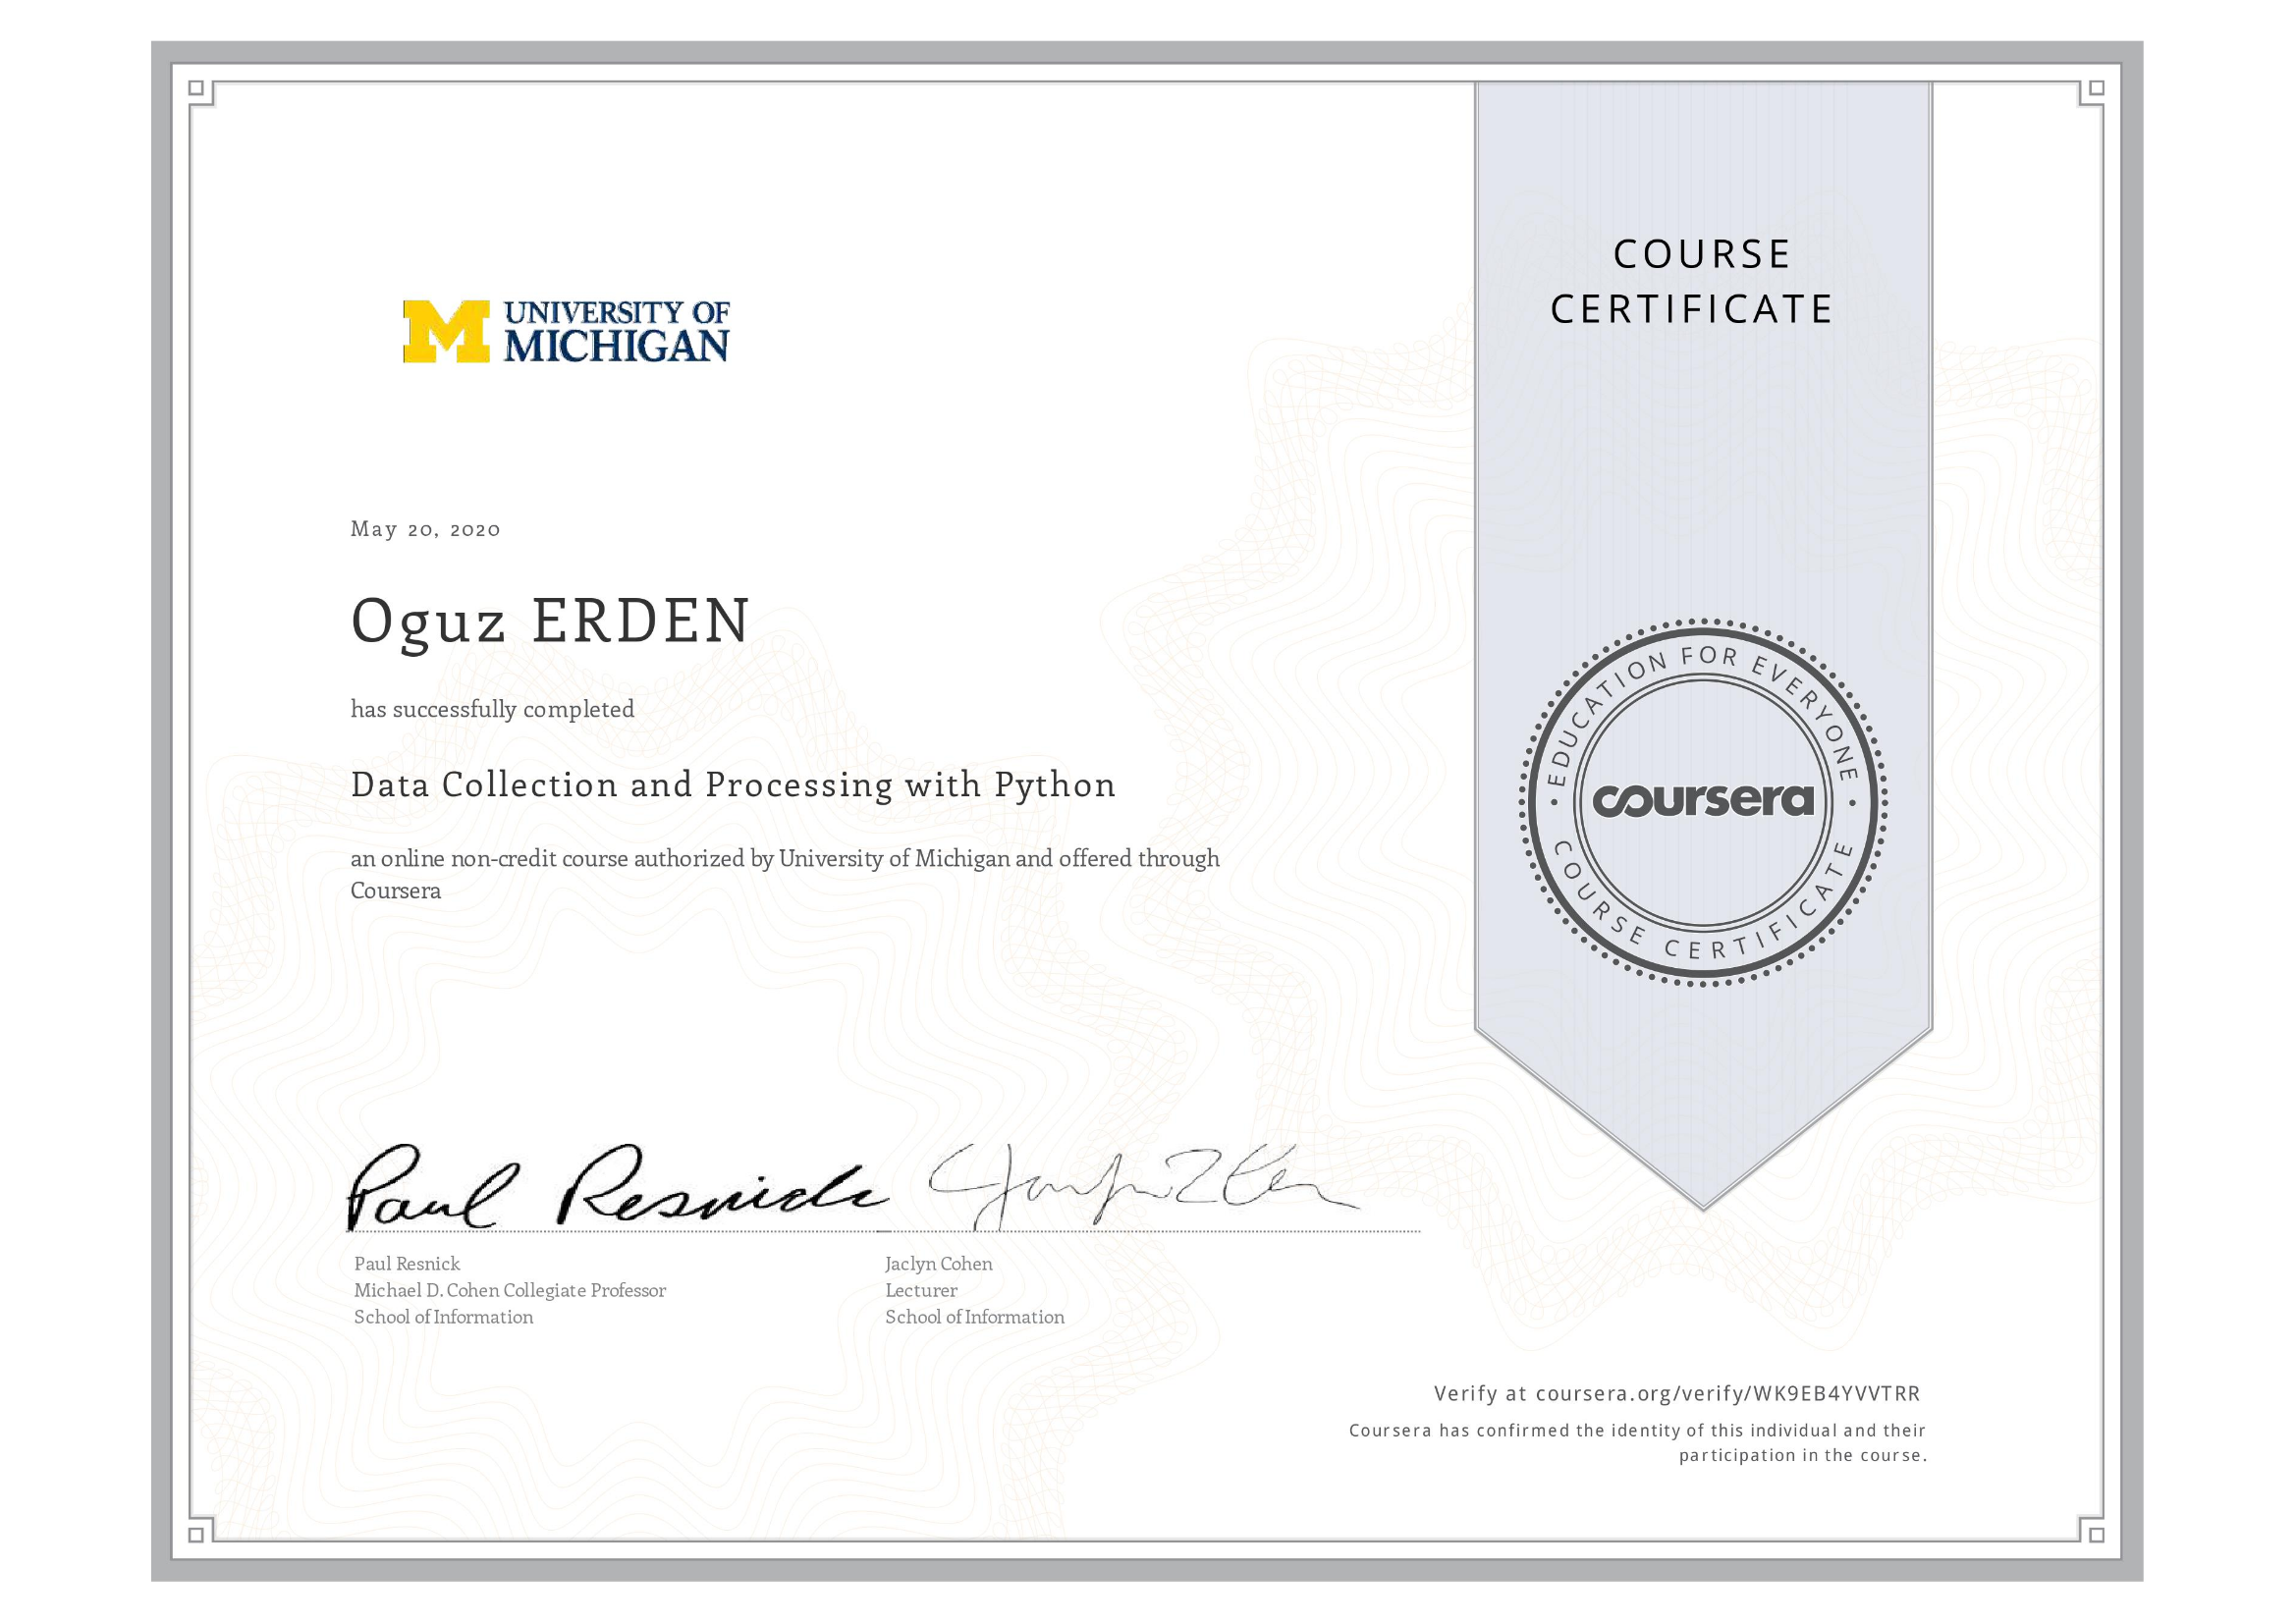 UNIVERSITY OF
MICHIGAN
COURSE
CERTIFICATE
May 20, 2020
Oguz ERDEN
has successfully completed
Data Collection and Processing with Python
an online non-credit course authorized by University of Michigan and offered through
Coursera
EDUCATION FOR EVERYONE
coursera
COURSE CERTIFICATE
Paul Resnick
Paul Resnick
Michael D. Cohen Collegiate Professor
School of Information
Jaclyn Cohen
Lecturer
School of Information
Verify at coursera.org/verify/WK9EB4YVVTRR
Coursera has confirmed the identity of this individual and their
participation in the course.